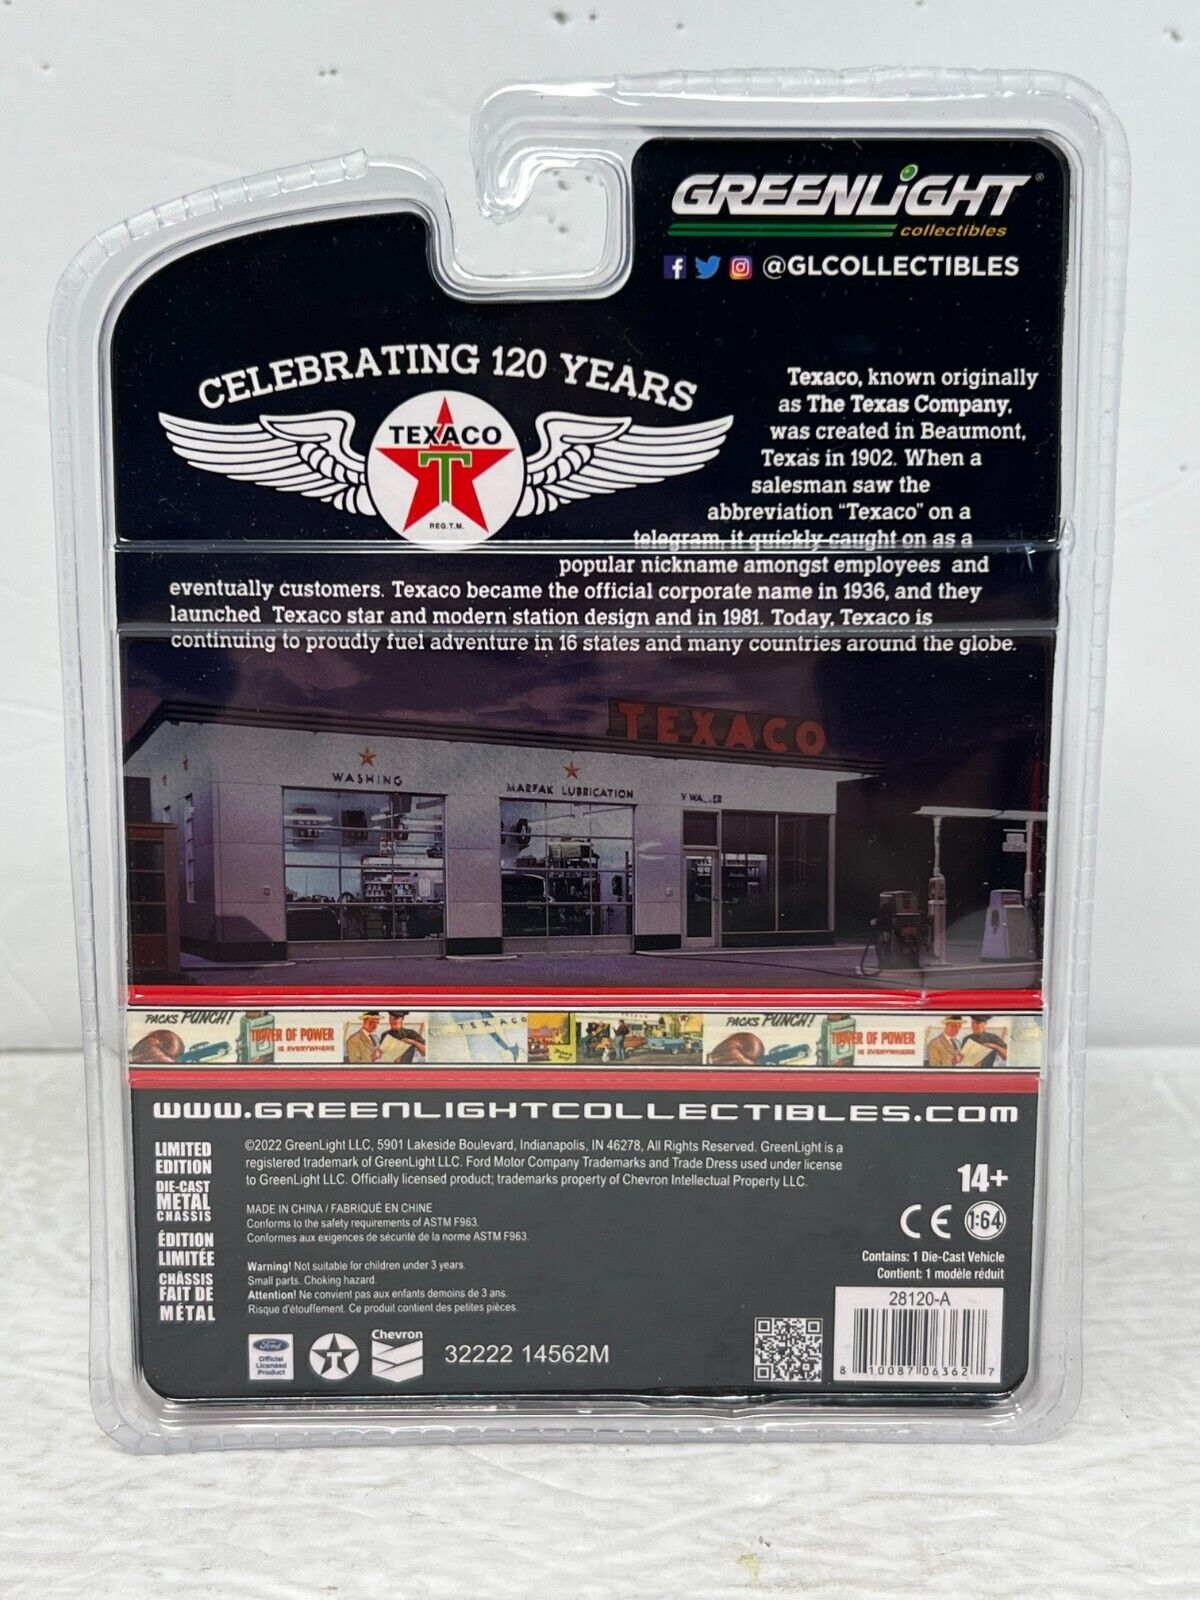 GREENLiGHT®
collectibles
@GLCOLLECTIBLES
CELEBRATING 120 YEARS
TEXACO
T
REG.T.M.
Texaco, known originally
as The Texas Company,
was created in Beaumont,
Texas in 1902. When a
salesman saw the
abbreviation "Texaco" on a
telegram, it quickly caught on as a
popular nickname amongst employees and
eventually customers. Texaco became the official corporate name in 1936, and they
launched Texaco star and modern station design and in 1981. Today, Texaco is
continuing to proudly fuel adventure in 16 states and many countries around the globe.
TEXACO
WASHING
MARFAK LUBRICATION
PACKS PUNCH!
TOWER OF POWER
IS EVERYWHERE
TEXACO
PACKS PUNCH!
TOWER OF POWER
IS EVERYWHERE
www.GREENLIGHTCOLLECTIBLES.com
LIMITED
EDITION
DIE-CAST
METAL
CHASSIS
ÉDITION
LIMITÉE
CHÂSSIS
FAIT DE
MÉTAL
©2022 GreenLight LLC, 5901 Lakeside Boulevard, Indianapolis, IN 46278, All Rights Reserved. GreenLight is a
registered trademark of GreenLight LLC. Ford Motor Company Trademarks and Trade Dress used under license
to GreenLight LLC. Officially licensed product; trademarks property of Chevron Intellectual Property LLC.
MADE IN CHINA / FABRIQUÉ EN CHINE
Conforms to the safety requirements of ASTM F963.
Conformes aux exigences de sécurité de la norme ASTM F963.
Warning! Not suitable for children under 3 years.
Small parts. Choking hazard.
Attention! Ne convient pas aux enfants demoins de 3 ans.
Risque d'étouffement. Ce produit contient des petites pièces.
14+
CE 1:64
Contains: 1 Die-Cast Vehicle
Contient: 1 modèle réduit
Ford
Official
Licensed
Product
T
Chevron
32222 14562M
28120-A
8 10087 06362 7